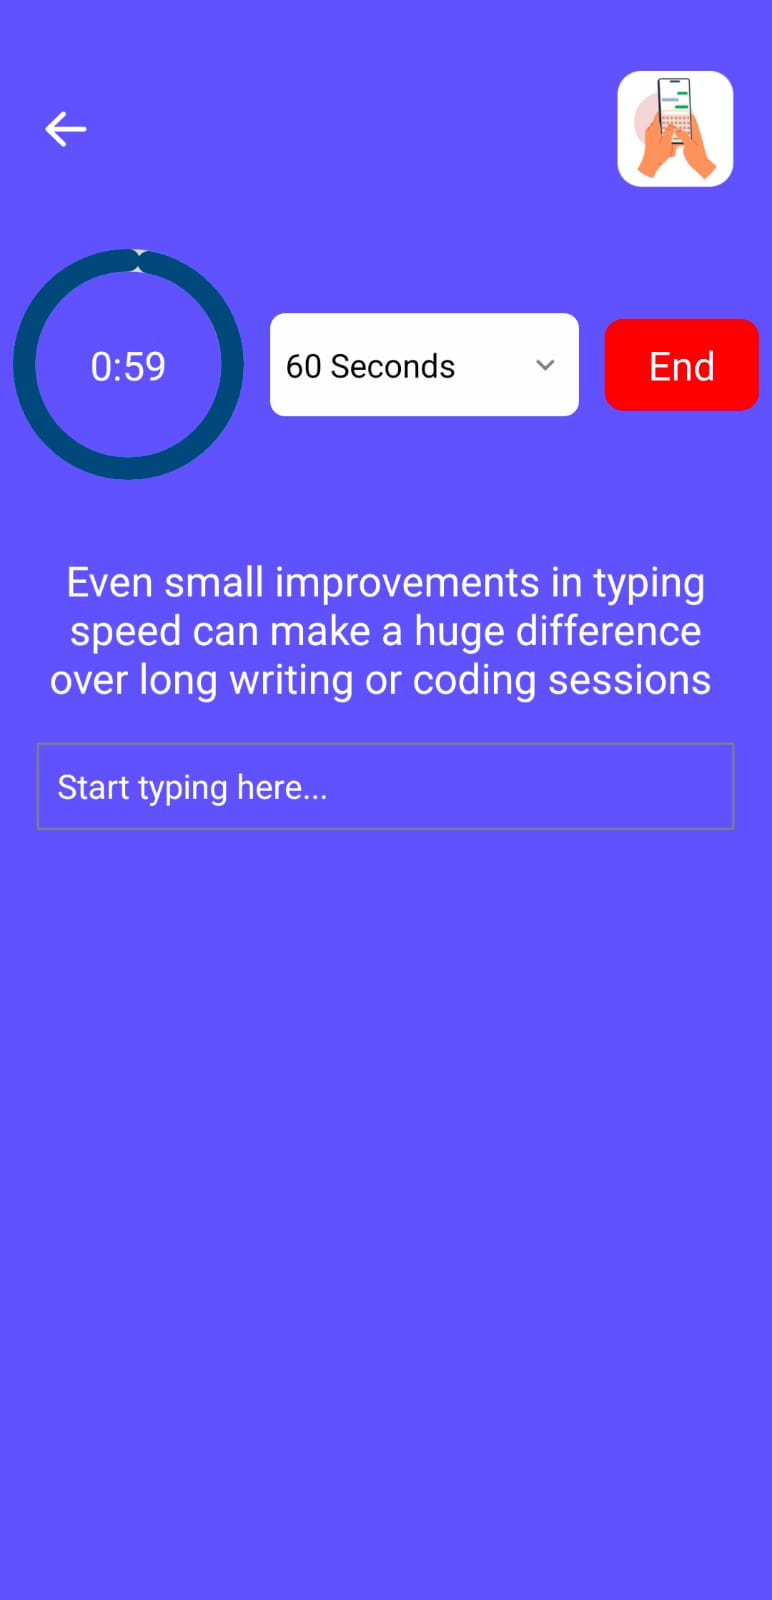 0:59
60 Seconds
End
Even small improvements in typing
speed can make a huge difference
over long writing or coding sessions
Start typing here...